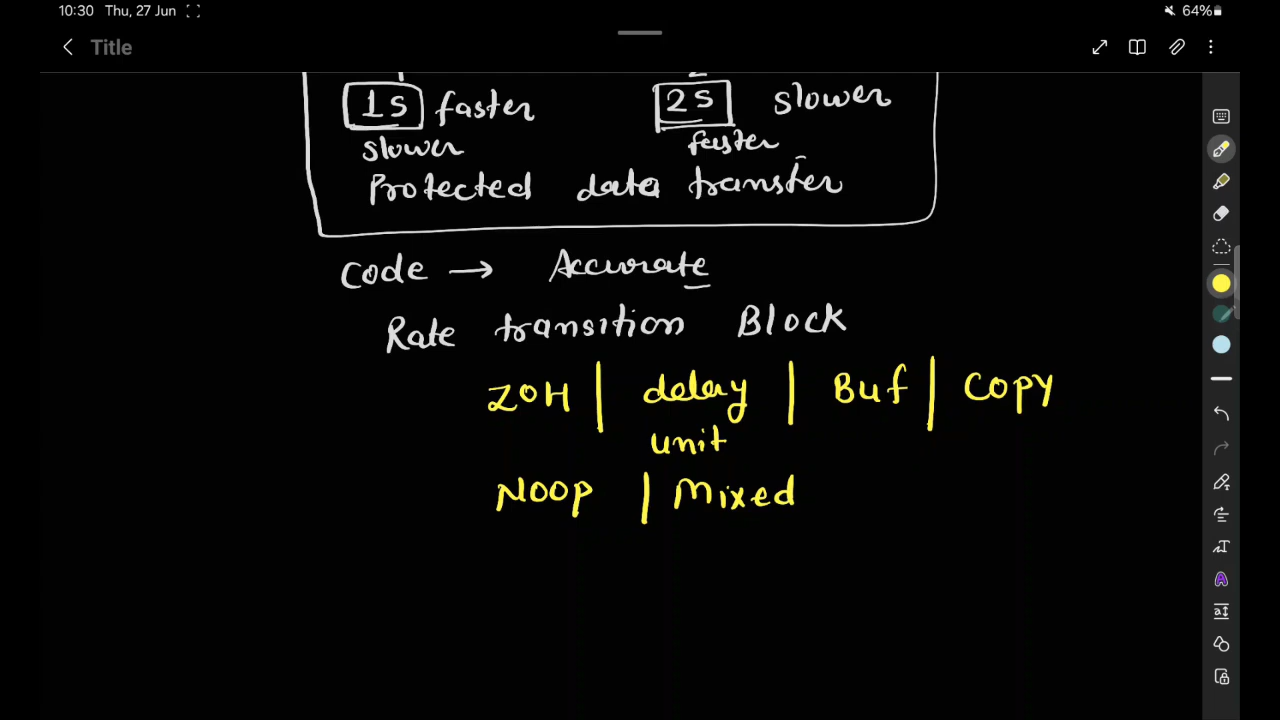 10:30 Thu, 27 Jun 64%
Title
1s faster 2s slower
slower faster
Protected data transfer
Code → Accurate
Rate transition Block
ZOH | delay | Buf | Copy
unit
NOOP | Mixed